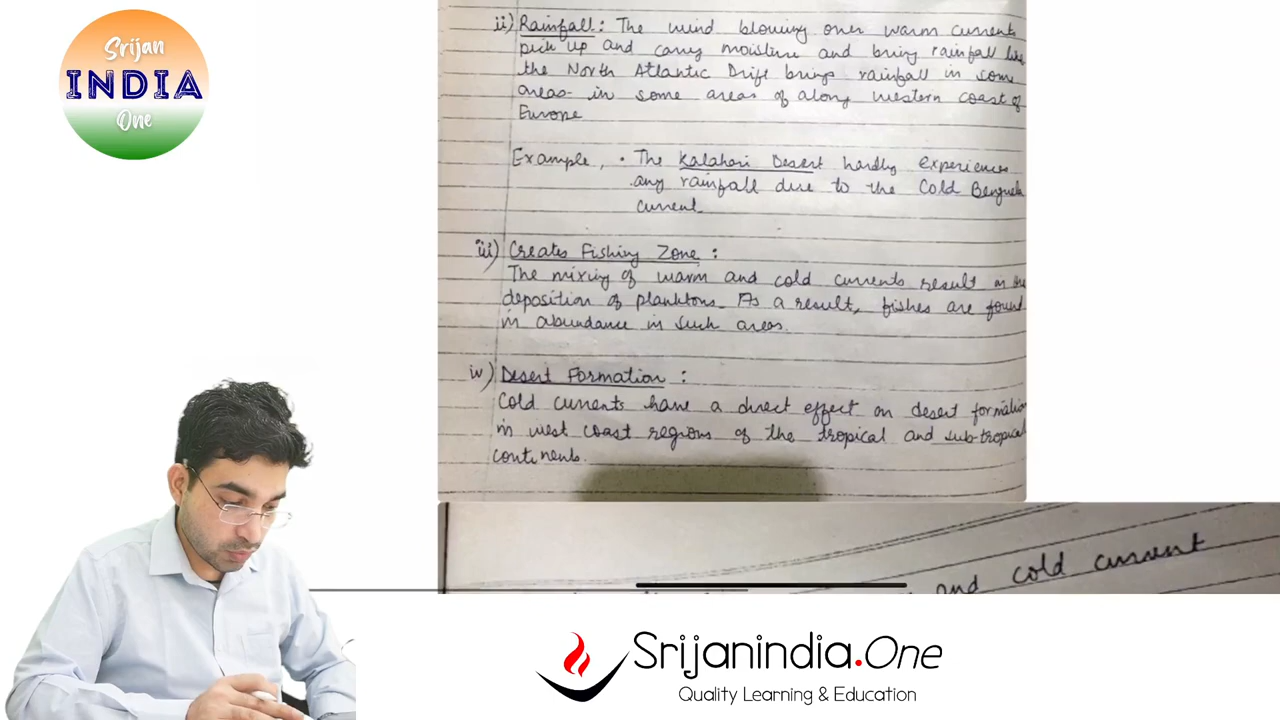 Srijan
INDIA
One
ii) Rainfall : The wind blowing over warm currents
pick up and carry moisture and bring rainfall like
the North Atlantic Drift brings rainfall in some
areas in some areas of along western coast of
Europe
Example, • The Kalahari Desert hardly experiences
any rainfall due to the Cold Benguela
current.
iii) Creates Fishing Zone :
The mixing of warm and cold currents result in the
deposition of planktons. As a result, fishes are found
in abundance in such areas.
iv) Desert Formation :
Cold currents have a direct effect on desert formation
in west coast regions of the tropical and sub-tropical
continents.
and cold current
Srijanindia.One
Quality Learning & Education